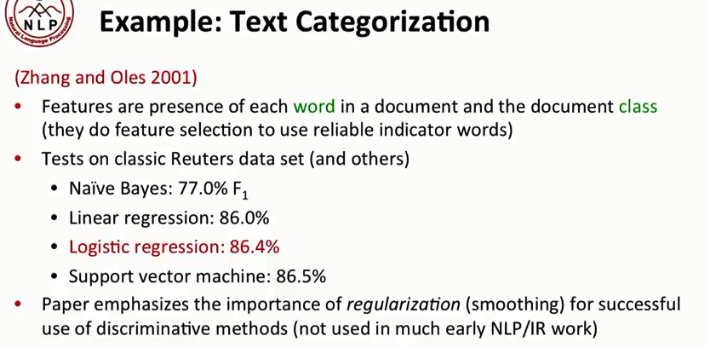 NLP
Natural Language Processing
Example: Text Categorization
(Zhang and Oles 2001)
• Features are presence of each word in a document and the document class
(they do feature selection to use reliable indicator words)
• Tests on classic Reuters data set (and others)
• Naïve Bayes: 77.0% F₁
• Linear regression: 86.0%
• Logistic regression: 86.4%
• Support vector machine: 86.5%
• Paper emphasizes the importance of regularization (smoothing) for successful
use of discriminative methods (not used in much early NLP/IR work)